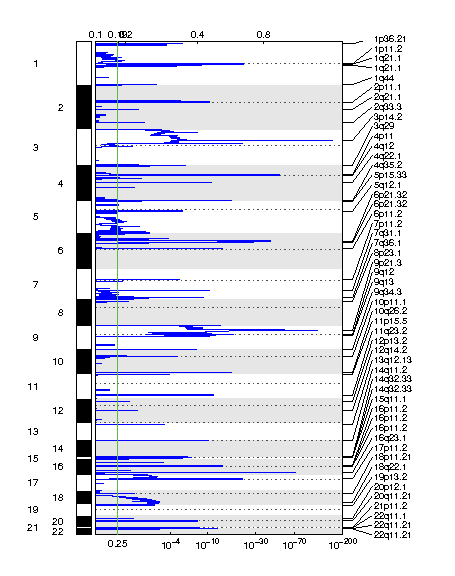 0.1 0.2 0.4 0.8
1p36.21
1p11.2
1q21.1
1q21.1
1q44
2p11.1
2q21.1
2q33.3
3p14.2
3q29
4p11
4q12
4q22.1
4q35.2
5p15.33
5q12.1
6p21.32
6p21.32
6p11.2
7p11.2
7q31.1
7q36.1
8p23.1
9p21.3
9q12
9q13
9q34.3
10p11.1
10q26.2
11p15.5
11q23.2
12p13.2
12q14.2
13q12.13
14q11.2
14q32.33
14q32.33
15q11.1
16p11.2
16p11.2
16p11.2
16q23.1
17p11.2
18p11.21
18q22.1
19p13.2
20p12.1
20q11.21
21p11.2
22q11.1
22q11.21
22q11.21
1
2
3
4
5
6
7
8
9
10
11
12
13
14
15
16
17
18
19
20
21
22
0.25 10⁻⁴ 10⁻¹⁰ 10⁻³⁰ 10⁻⁷⁰ 10⁻²⁰⁰